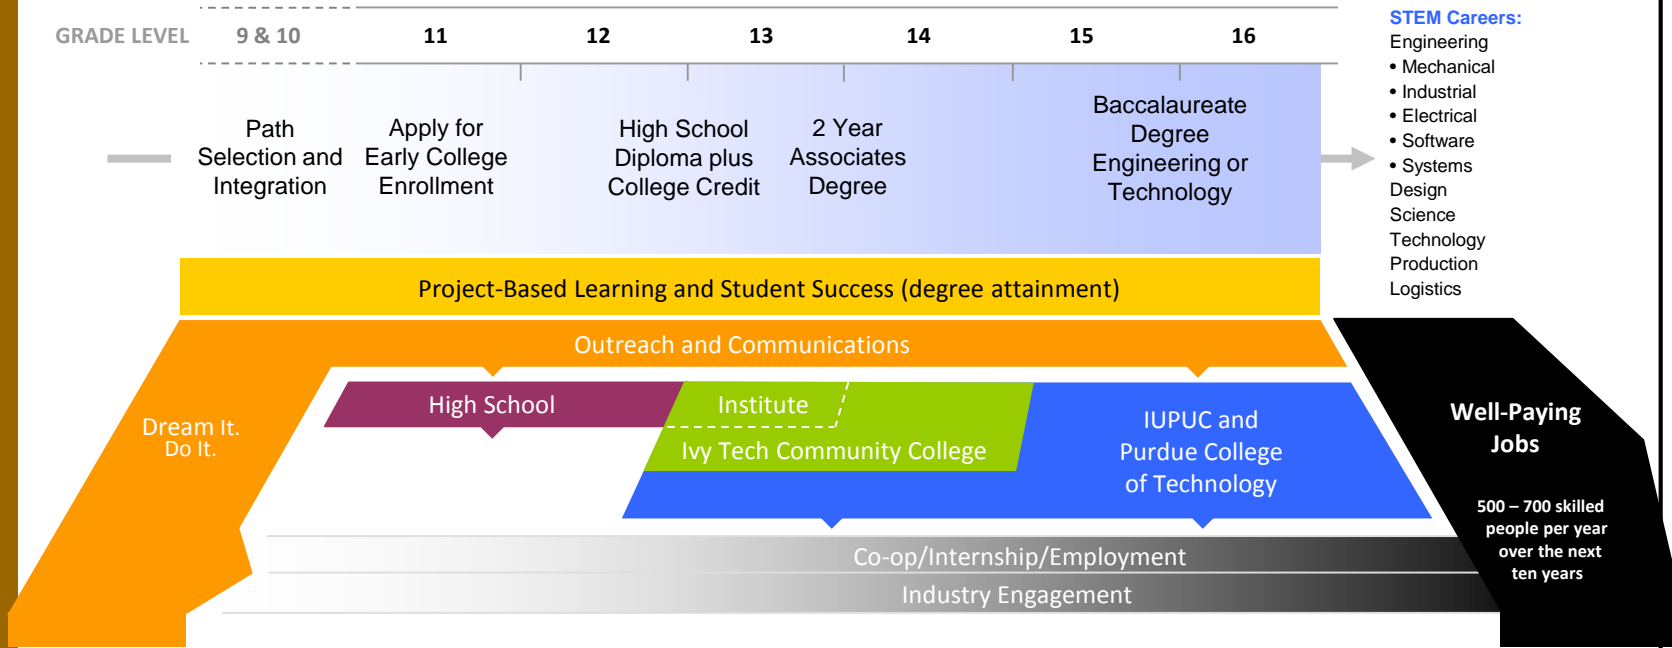 GRADE LEVEL 9 & 10 11 12 13 14 15 16
Path
Selection and
Integration
Apply for
Early College
Enrollment
High School
Diploma plus
College Credit
2 Year
Associates
Degree
Baccalaureate
Degree
Engineering or
Technology
STEM Careers:
Engineering
• Mechanical
• Industrial
• Electrical
• Software
• Systems
Design
Science
Technology
Production
Logistics
Project-Based Learning and Student Success (degree attainment)
Outreach and Communications
Dream It.
Do It.
High School
Institute
Ivy Tech Community College
IUPUC and
Purdue College
of Technology
Well-Paying
Jobs
500 – 700 skilled
people per year
over the next
ten years
Co-op/Internship/Employment
Industry Engagement